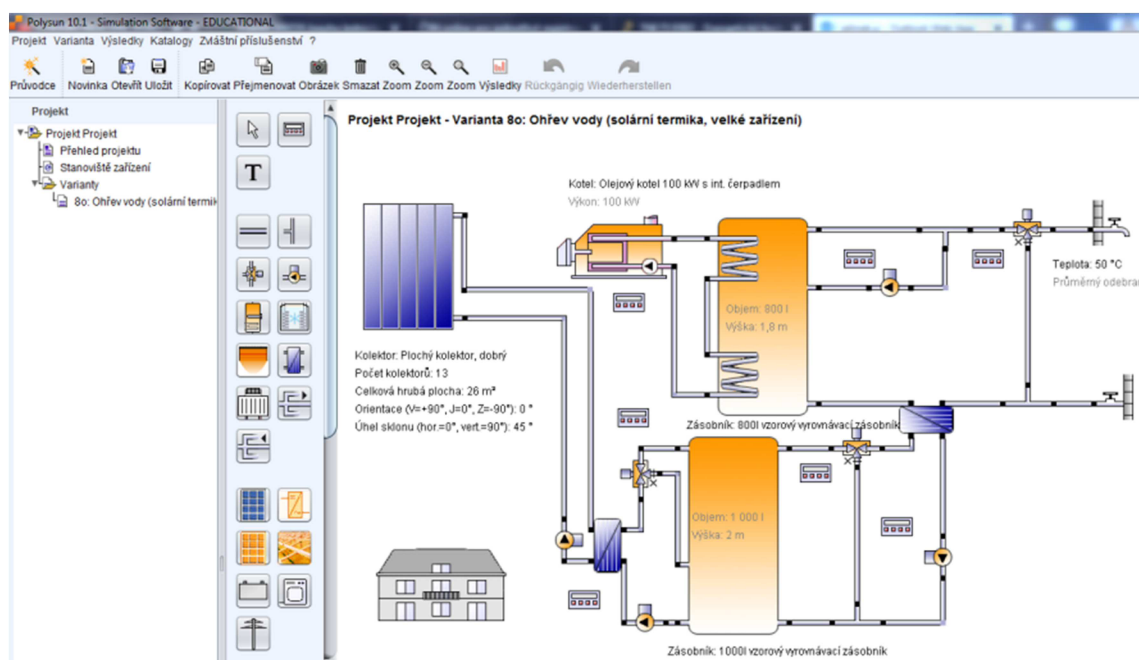 Polysun 10.1 - Simulation Software - EDUCATIONAL
Projekt Varianta Výsledky Katalogy Zvláštní příslušenství ?
Průvodce Novinka Otevřít Uložit Kopírovat Přejmenovat Obrázek Smazat Zoom Zoom Zoom Výsledky Rückgängig Wiederherstellen
Projekt
Projekt Projekt
Přehled projektu
Stanoviště zařízení
Varianty
8o: Ohřev vody (solární termik
T
Projekt Projekt - Varianta 8o: Ohřev vody (solární termika, velké zařízení)
Kotel: Olejový kotel 100 kW s int. čerpadlem
Výkon: 100 kW
Teplota: 50 °C
Průměrný odebra
Objem: 800 l
Výška: 1,8 m
Kolektor: Plochý kolektor, dobrý
Počet kolektorů: 13
Celková hrubá plocha: 26 m²
Orientace (V=+90°, J=0°, Z=-90°): 0 °
Úhel sklonu (hor.=0°, vert.=90°): 45 °
Zásobník: 800l vzorový vyrovnávací zásobník
Objem: 1 000 l
Výška: 2 m
Zásobník: 1000l vzorový vyrovnávací zásobník